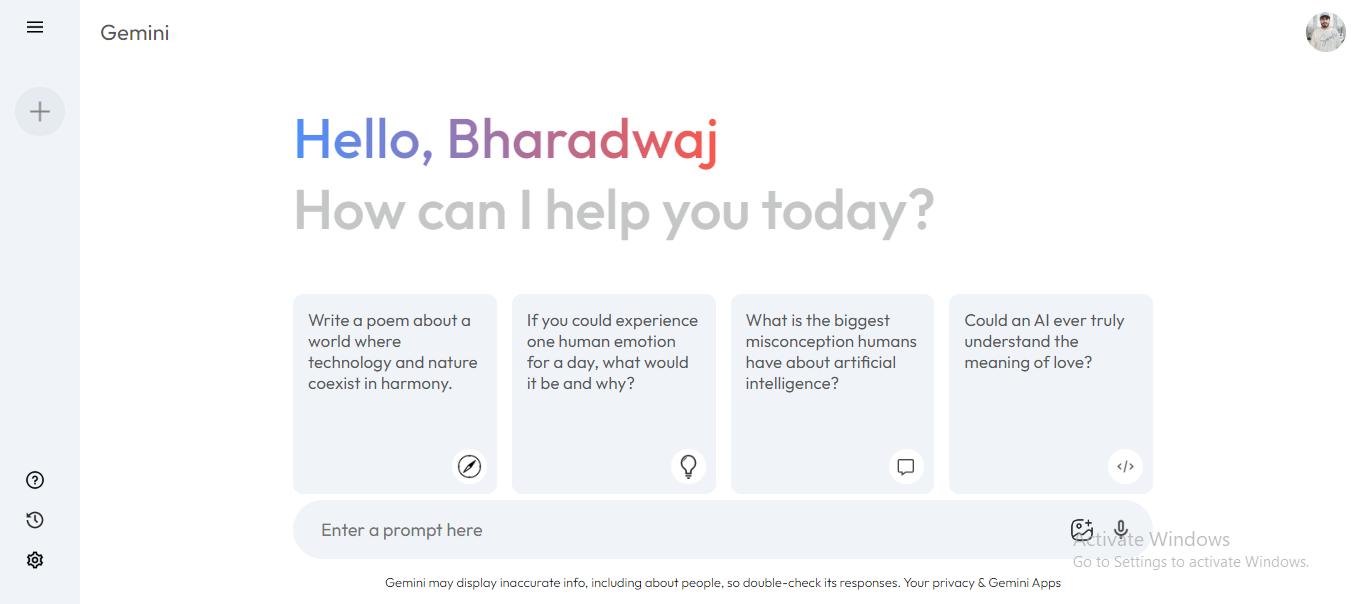 Gemini
Hello, Bharadwaj
How can I help you today?
Write a poem about a
world where
technology and nature
coexist in harmony.
If you could experience
one human emotion
for a day, what would
it be and why?
What is the biggest
misconception humans
have about artificial
intelligence?
Could an AI ever truly
understand the
meaning of love?
Enter a prompt here
Activate Windows
Go to Settings to activate Windows.
Gemini may display inaccurate info, including about people, so double-check its responses. Your privacy & Gemini Apps